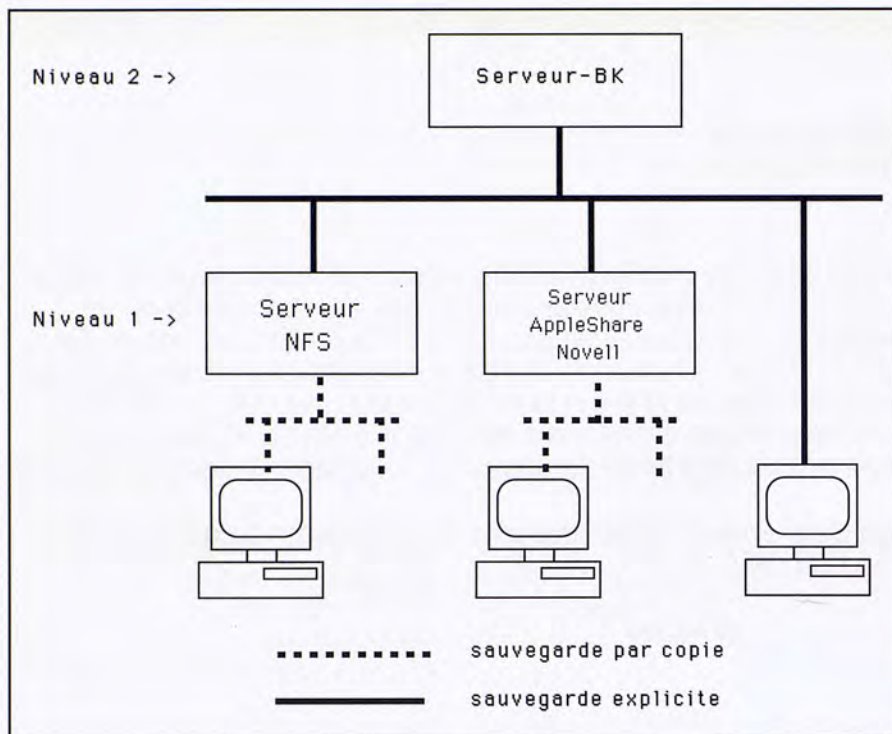 Niveau 2 ->
Serveur-BK
Niveau 1 ->
Serveur
NFS
Serveur
AppleShare
Novell
sauvegarde par copie
sauvegarde explicite